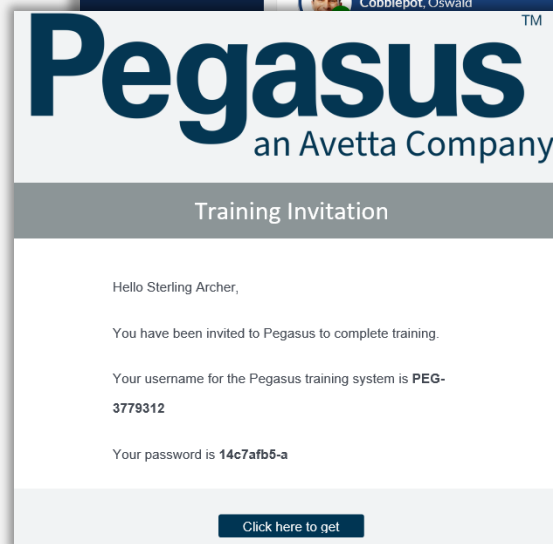 Cobblepot, Oswald
Pegasus
TM
an Avetta Company
Training Invitation
Hello Sterling Archer,
You have been invited to Pegasus to complete training.
Your username for the Pegasus training system is PEG-
3779312
Your password is 14c7afb5-a
Click here to get